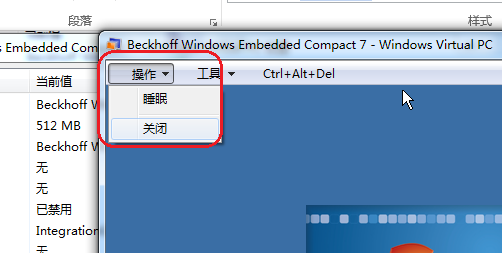 段落
样式
s Embedded Comp
Beckhoff Windows Embedded Compact 7 - Windows Virtual PC
操作 工具 Ctrl+Alt+Del
睡眠
关闭
当前值
Beckhoff W
512 MB
Beckhoff W
无
无
已禁用
Integration
无